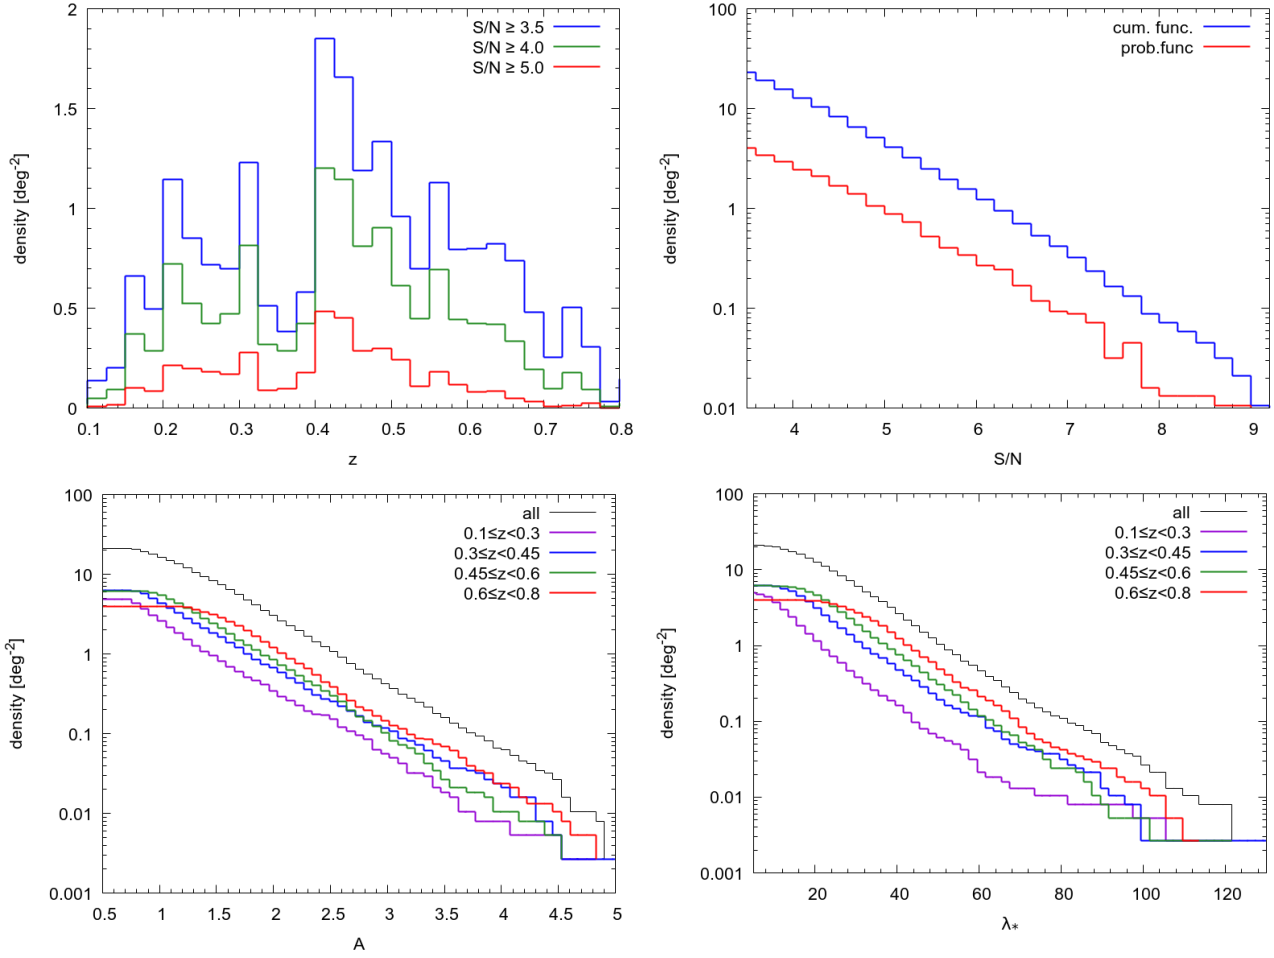 2
1.5
1
0.5
0
density [deg-2]
S/N ≥ 3.5
S/N ≥ 4.0
S/N ≥ 5.0
0.1 0.2 0.3 0.4 0.5 0.6 0.7 0.8
z
100
10
1
0.1
0.01
density [deg-2]
cum. func.
prob.func
4 5 6 7 8 9
S/N
100
10
1
0.1
0.01
0.001
density [deg-2]
all
0.1≤z<0.3
0.3≤z<0.45
0.45≤z<0.6
0.6≤z<0.8
0.5 1 1.5 2 2.5 3 3.5 4 4.5 5
A
100
10
1
0.1
0.01
0.001
density [deg-2]
all
0.1≤z<0.3
0.3≤z<0.45
0.45≤z<0.6
0.6≤z<0.8
20 40 60 80 100 120
λ*